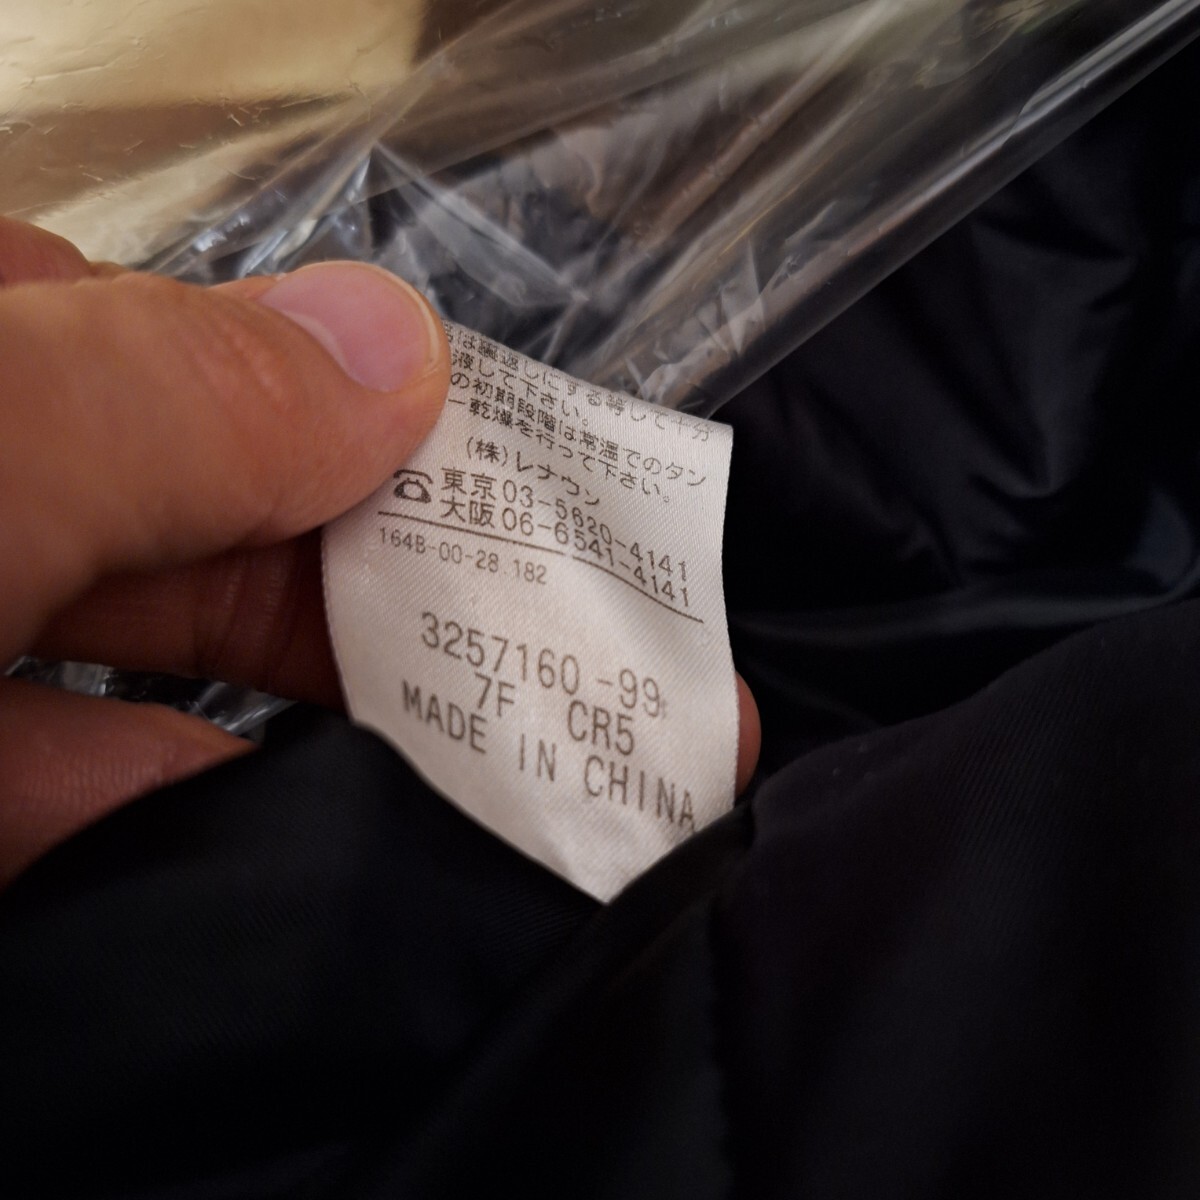 は裏返しにする等して十分
液して下さい。
の初期段階は常温でのタン
ー乾燥を行って下さい。
(株)レナウン
☎東京03-5620-4141
大阪06-6541-4141
164B-00-28.182
3257160-99
7F CR5
MADE IN CHINA